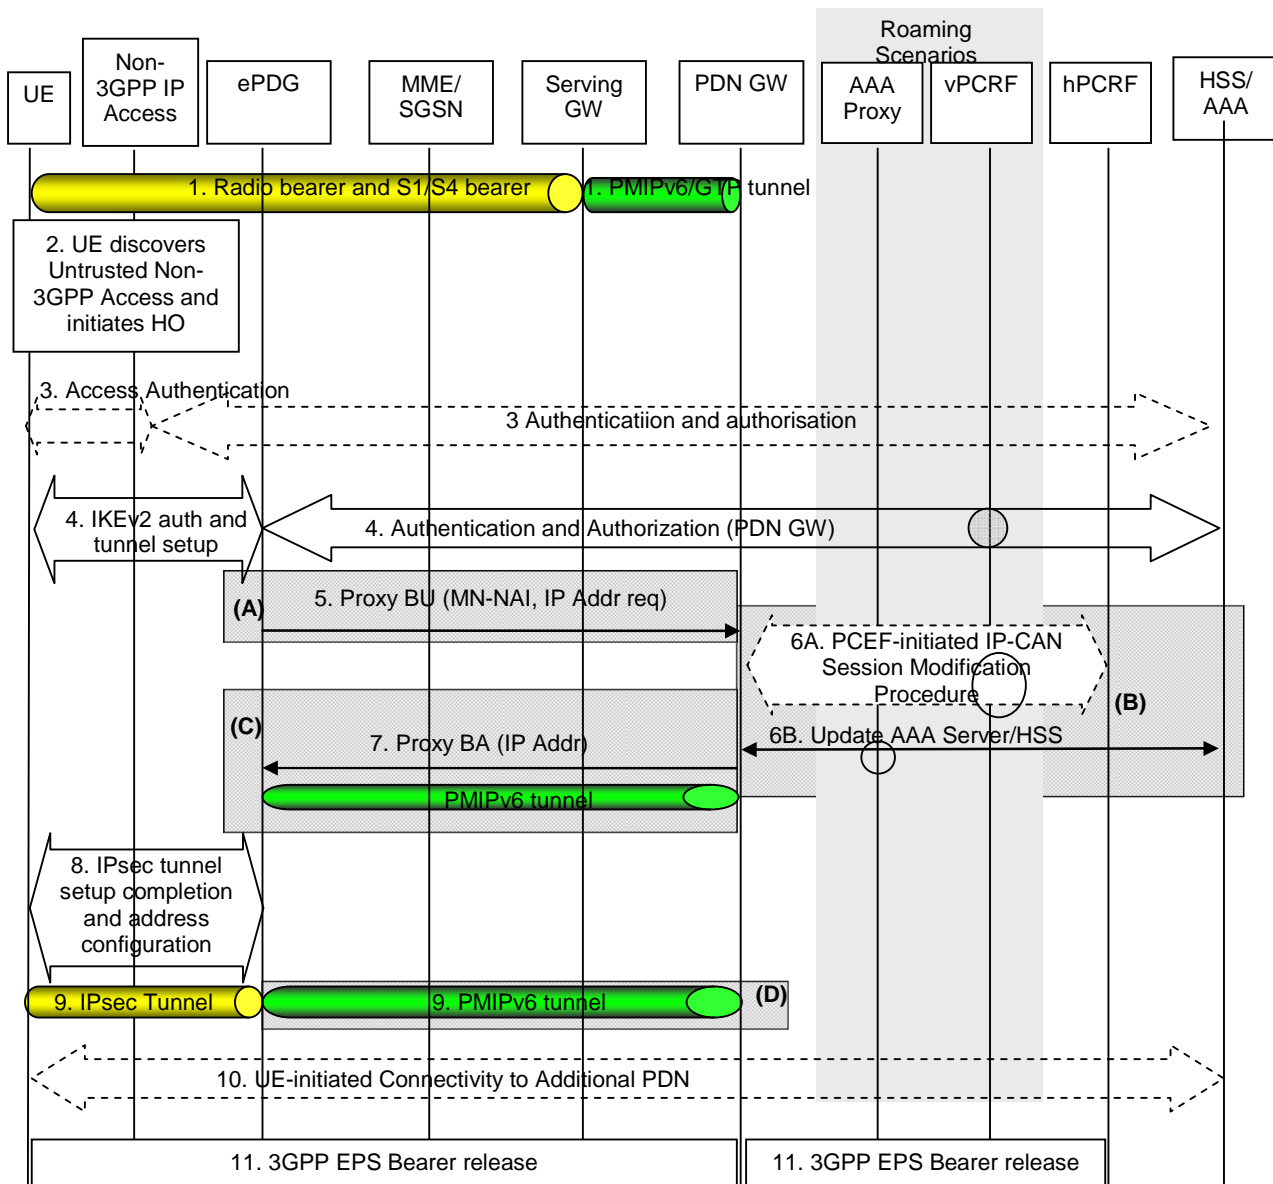 Roaming
Scenarios
UE
Non-
3GPP IP
Access
ePDG
MME/
SGSN
Serving
GW
PDN GW
AAA
Proxy
vPCRF
hPCRF
HSS/
AAA
1. Radio bearer and S1/S4 bearer
1. PMIPv6/GTP tunnel
2. UE discovers
Untrusted Non-
3GPP Access and
initiates HO
3. Access Authentication
3 Authenticatiion and authorisation
4. IKEv2 auth and
tunnel setup
4. Authentication and Authorization (PDN GW)
(A)
5. Proxy BU (MN-NAI, IP Addr req)
6A. PCEF-initiated IP-CAN
Session Modification
Procedure
(B)
(C)
7. Proxy BA (IP Addr)
6B. Update AAA Server/HSS
PMIPv6 tunnel
8. IPsec tunnel
setup completion
and address
configuration
9. IPsec Tunnel
9. PMIPv6 tunnel
(D)
10. UE-initiated Connectivity to Additional PDN
11. 3GPP EPS Bearer release
11. 3GPP EPS Bearer release